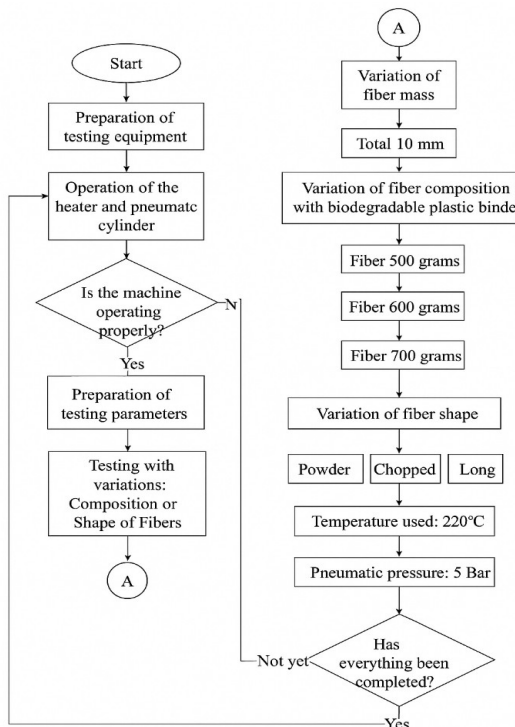 Start
Preparation of
testing equipment
Operation of the
heater and pneumatc
cylinder
Is the machine
operating
properly?
N
Yes
Preparation of
testing parameters
Testing with
variations:
Composition or
Shape of Fibers
A
A
Variation of
fiber mass
Total 10 mm
Variation of fiber composition
with biodegradable plastic binde
Fiber 500 grams
Fiber 600 grams
Fiber 700 grams
Variation of fiber shape
Powder
Chopped
Long
Temperature used: 220°C
Pneumatic pressure: 5 Bar
Has
everything been
completed?
Not yet
Yes